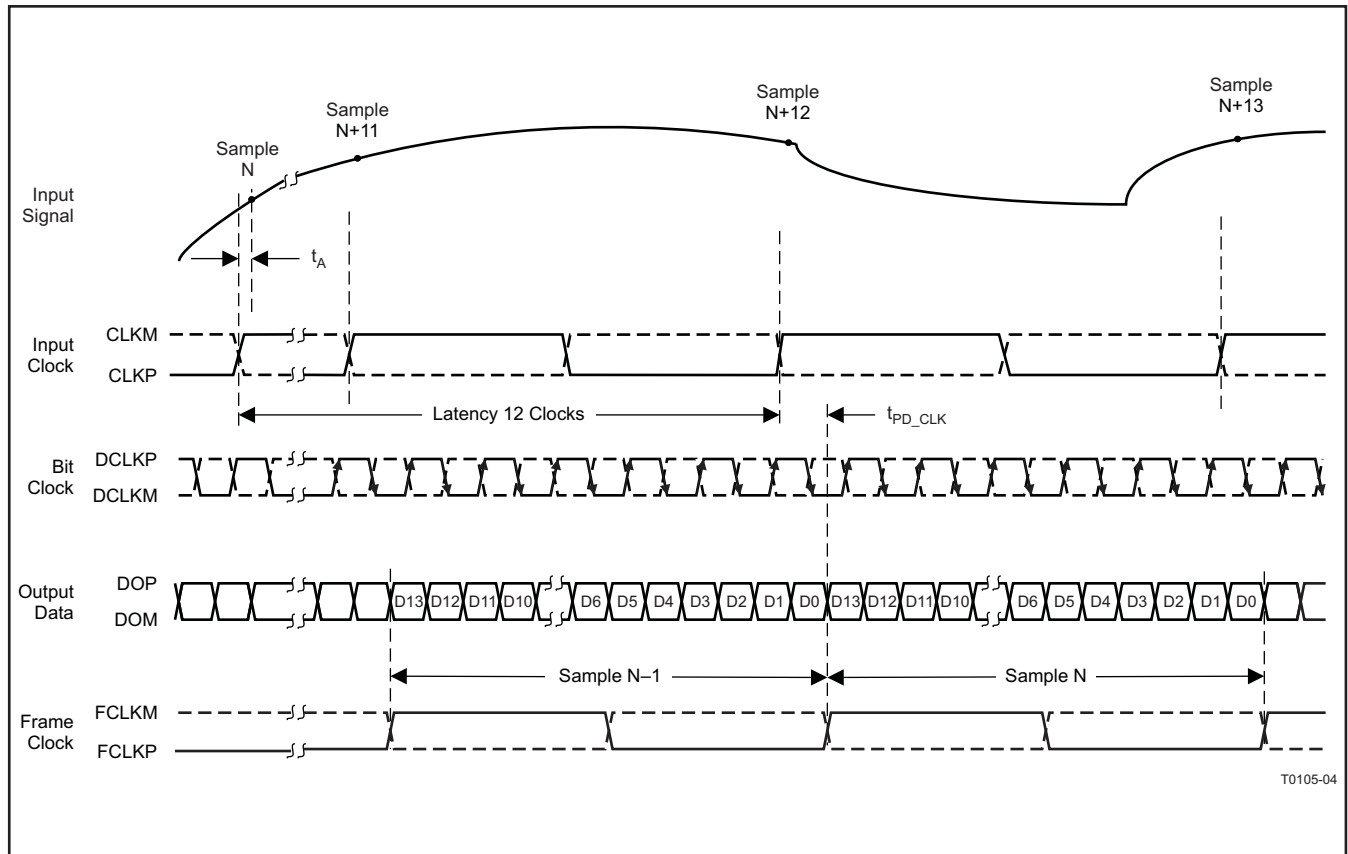 Sample
N
Sample
N+11
Sample
N+12
Sample
N+13
Input
Signal
tA
Input
Clock
CLKM
CLKP
Latency 12 Clocks
tPD_CLK
Bit
Clock
DCLKP
DCLKM
Output
Data
DOP
DOM
D13 D12 D11 D10 D6 D5 D4 D3 D2 D1 D0 D13 D12 D11 D10 D6 D5 D4 D3 D2 D1 D0
Sample N–1
Sample N
Frame
Clock
FCLKM
FCLKP
T0105-04